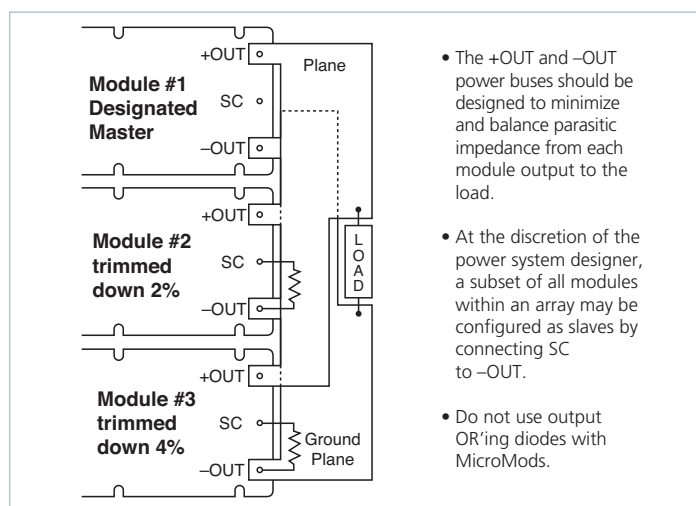 +OUT
Plane
Module #1
Designated
Master
SC
–OUT
+OUT
Module #2
trimmed
down 2%
SC
–OUT
L
O
A
D
+OUT
Module #3
trimmed
down 4%
SC
Ground
Plane
–OUT
• The +OUT and –OUT
power buses should be
designed to minimize
and balance parasitic
impedance from each
module output to the
load.
• At the discretion of the
power system designer,
a subset of all modules
within an array may be
configured as slaves by
connecting SC
to –OUT.
• Do not use output
OR’ing diodes with
MicroMods.